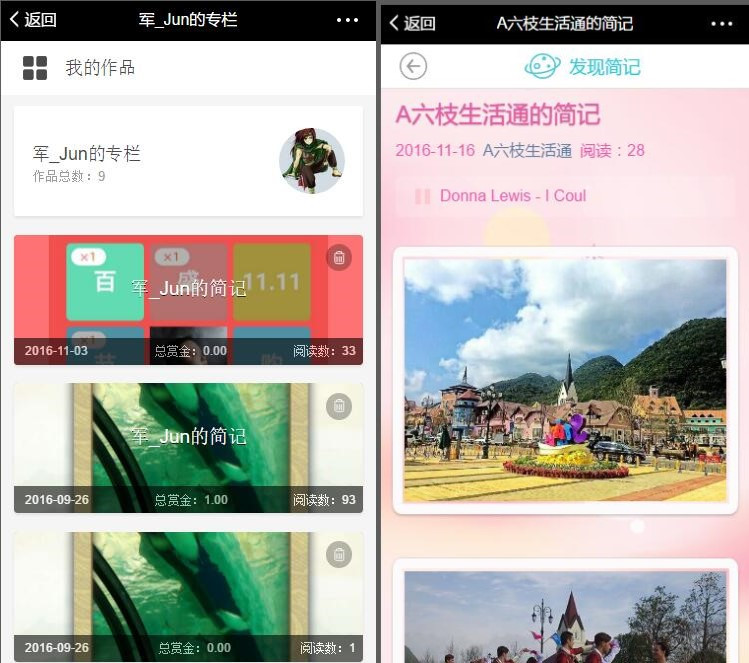 返回
军_Jun的专栏
我的作品
军_Jun的专栏
作品总数：9
×1
×1
百
盛
11.11
军_Jun的简记
×1
购
2016-11-03
总赏金：0.00
阅读数：33
军_Jun的简记
2016-09-26
总赏金：1.00
阅读数：93
2016-09-26
总赏金：0.00
阅读数：1
返回
A六枝生活通的简记
发现简记
A六枝生活通的简记
2016-11-16 A六枝生活通 阅读：28
Donna Lewis - I Coul